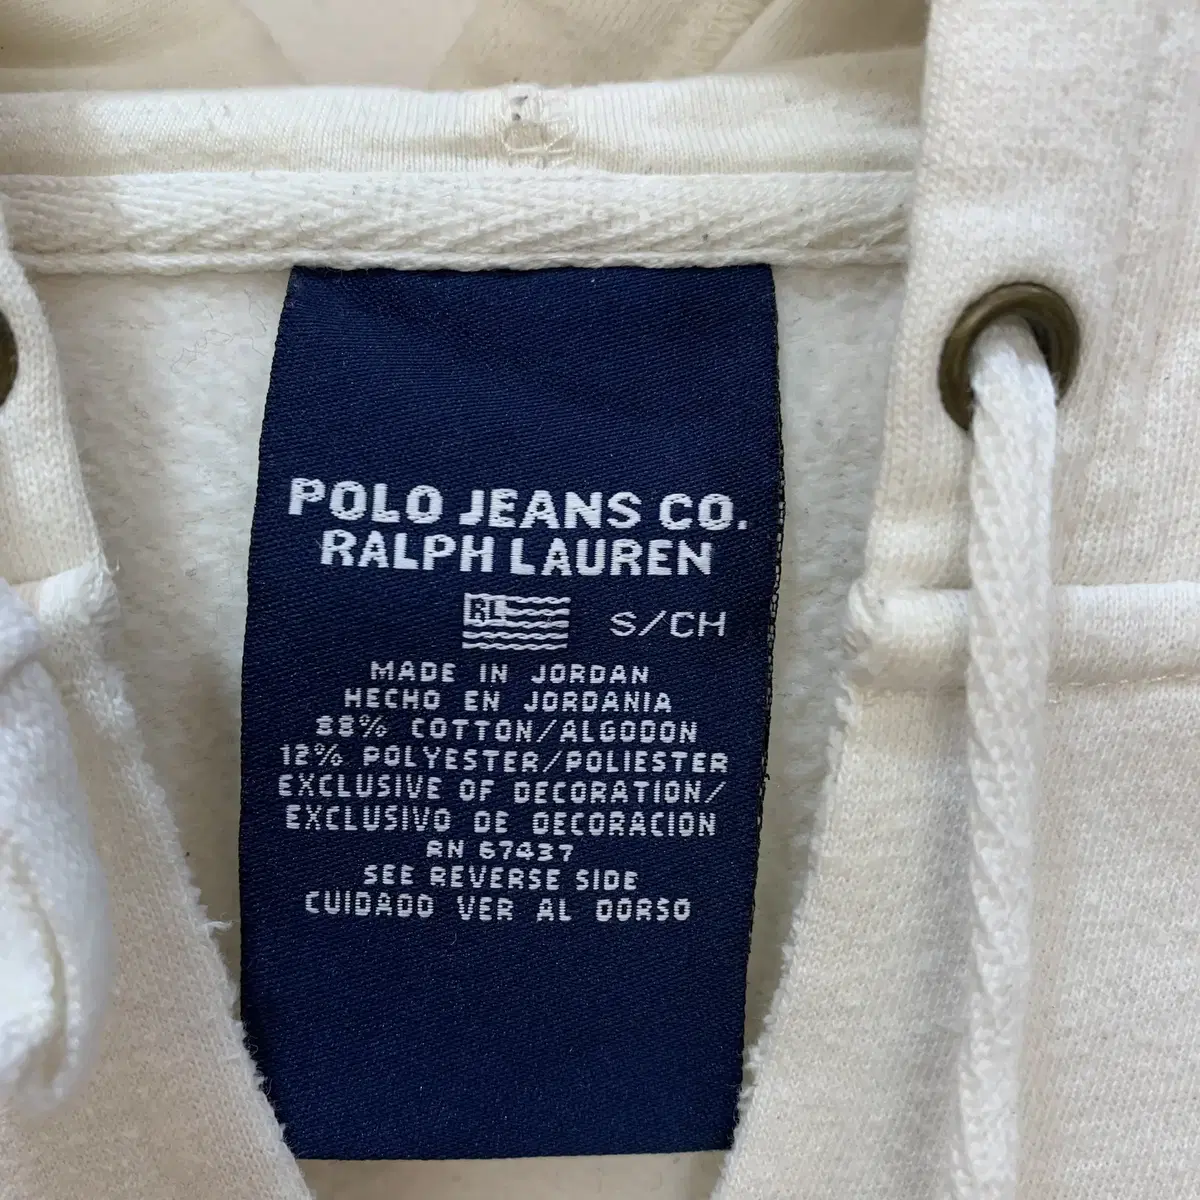 POLO JEANS CO.
RALPH LAUREN
RL S/CH
MADE IN JORDAN
HECHO EN JORDANIA
88% COTTON/ALGODON
12% POLYESTER/POLIESTER
EXCLUSIVE OF DECORATION/
EXCLUSIVO DE DECORACION
RN 67437
SEE REVERSE SIDE
CUIDADO VER AL DORSO